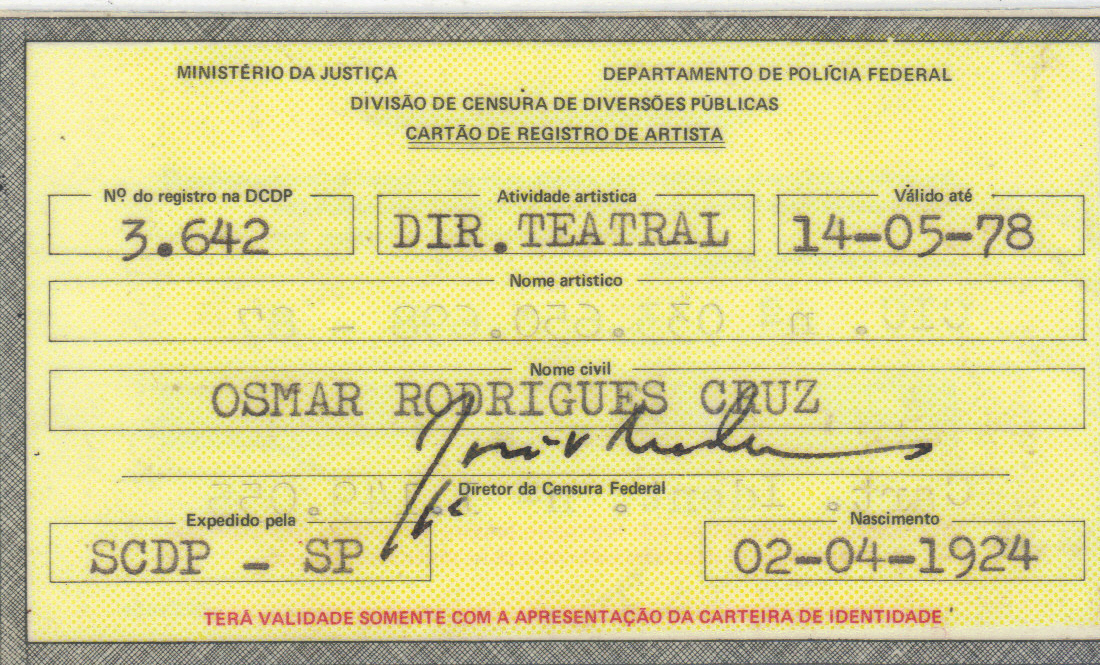 MINISTÉRIO DA JUSTIÇA DEPARTAMENTO DE POLÍCIA FEDERAL
DIVISÃO DE CENSURA DE DIVERSÕES PÚBLICAS
CARTÃO DE REGISTRO DE ARTISTA
Nº do registro na DCDP Atividade artistica Válido até
3.642 DIR.TEATRAL 14-05-78
Nome artistico
Nome civil
OSMAR RODRIGUES CRUZ
Diretor da Censura Federal
Expedido pela Nascimento
SCDP - SP 02-04-1924
TERÁ VALIDADE SOMENTE COM A APRESENTAÇÃO DA CARTEIRA DE IDENTIDADE